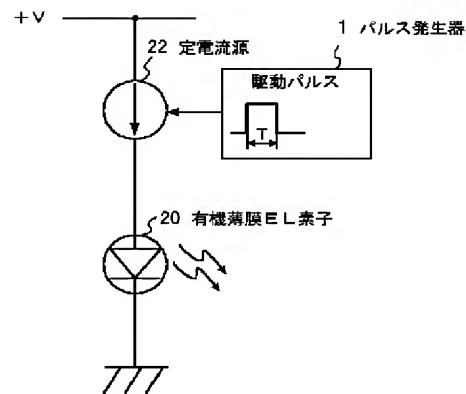 +V
22 定電流源
1 パルス発生器
駆動パルス
T
20 有機薄膜EL素子